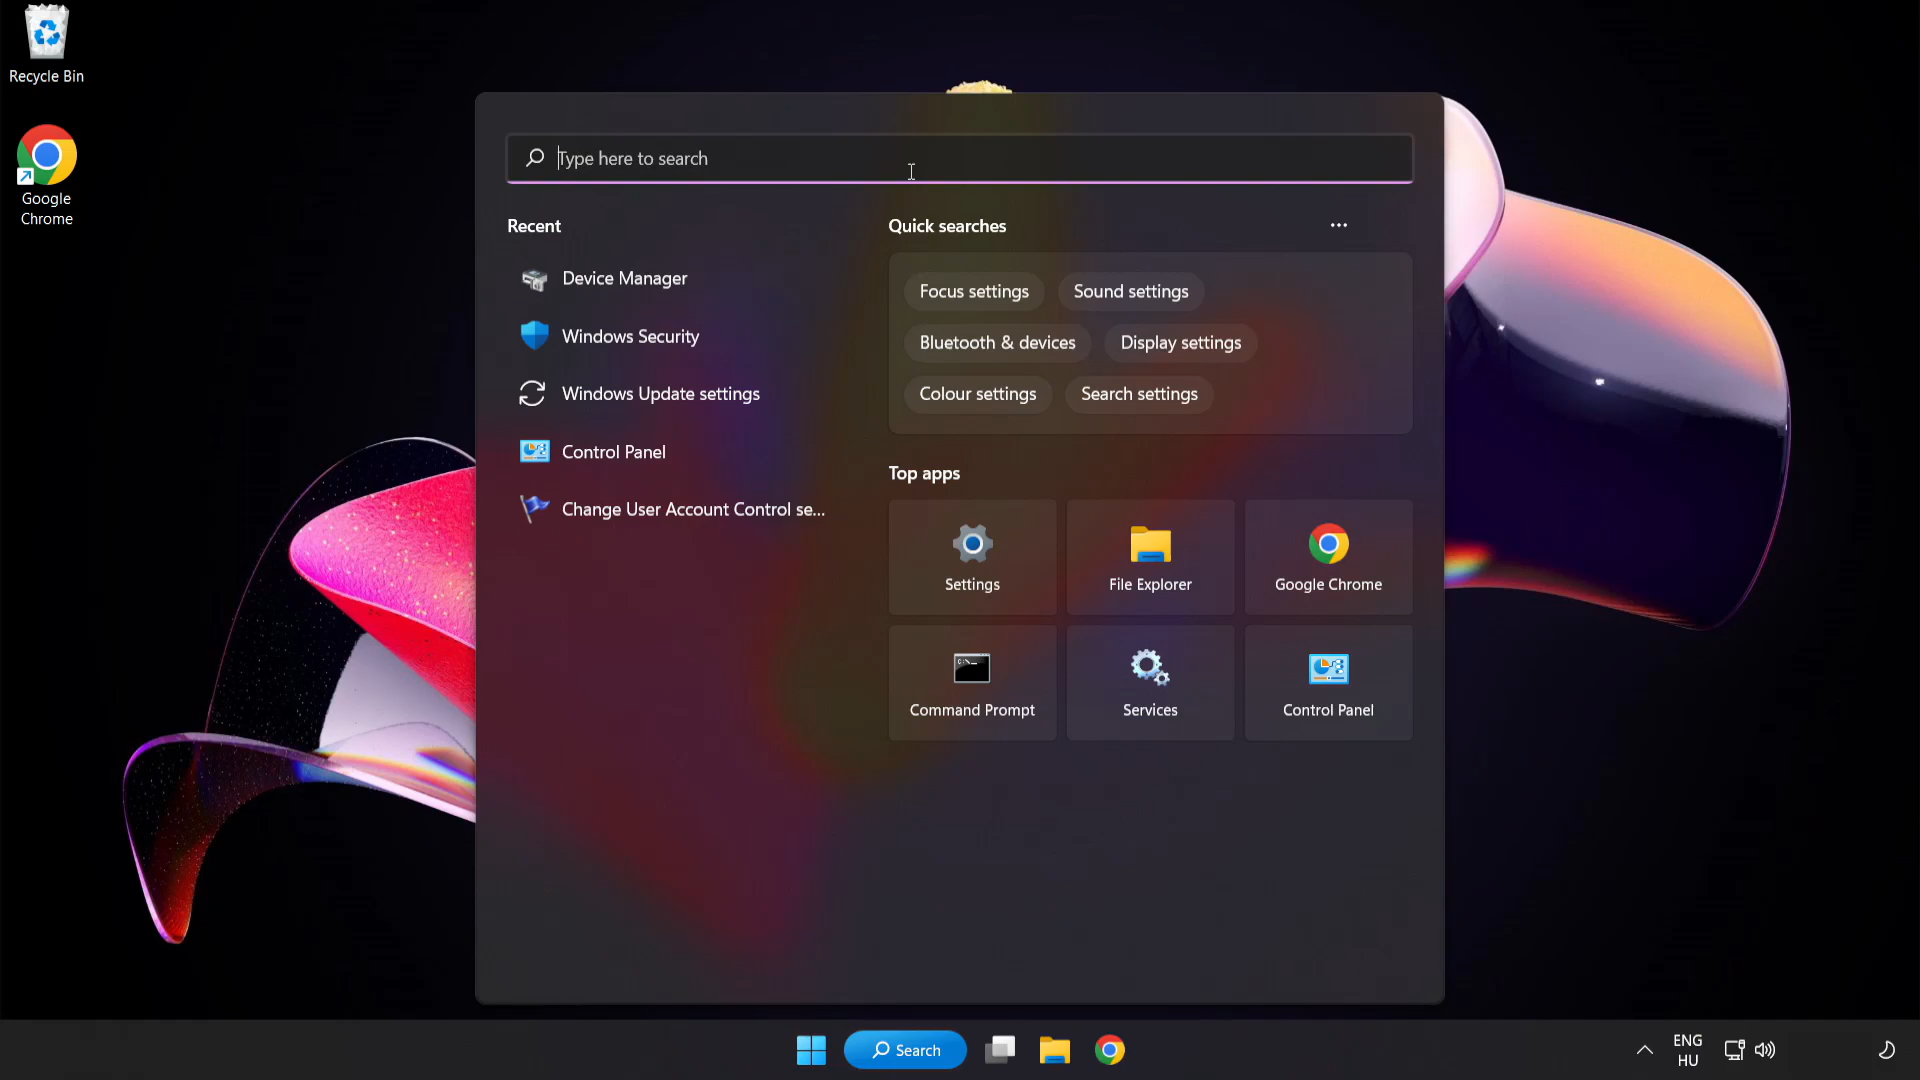 Recycle Bin
Google
Chrome
Type here to search
Recent
Device Manager
Windows Security
Windows Update settings
Control Panel
Change User Account Control se...
Quick searches
Focus settings
Sound settings
Bluetooth & devices
Display settings
Colour settings
Search settings
Top apps
Settings
File Explorer
Google Chrome
Command Prompt
Services
Control Panel
Search
ENG
HU